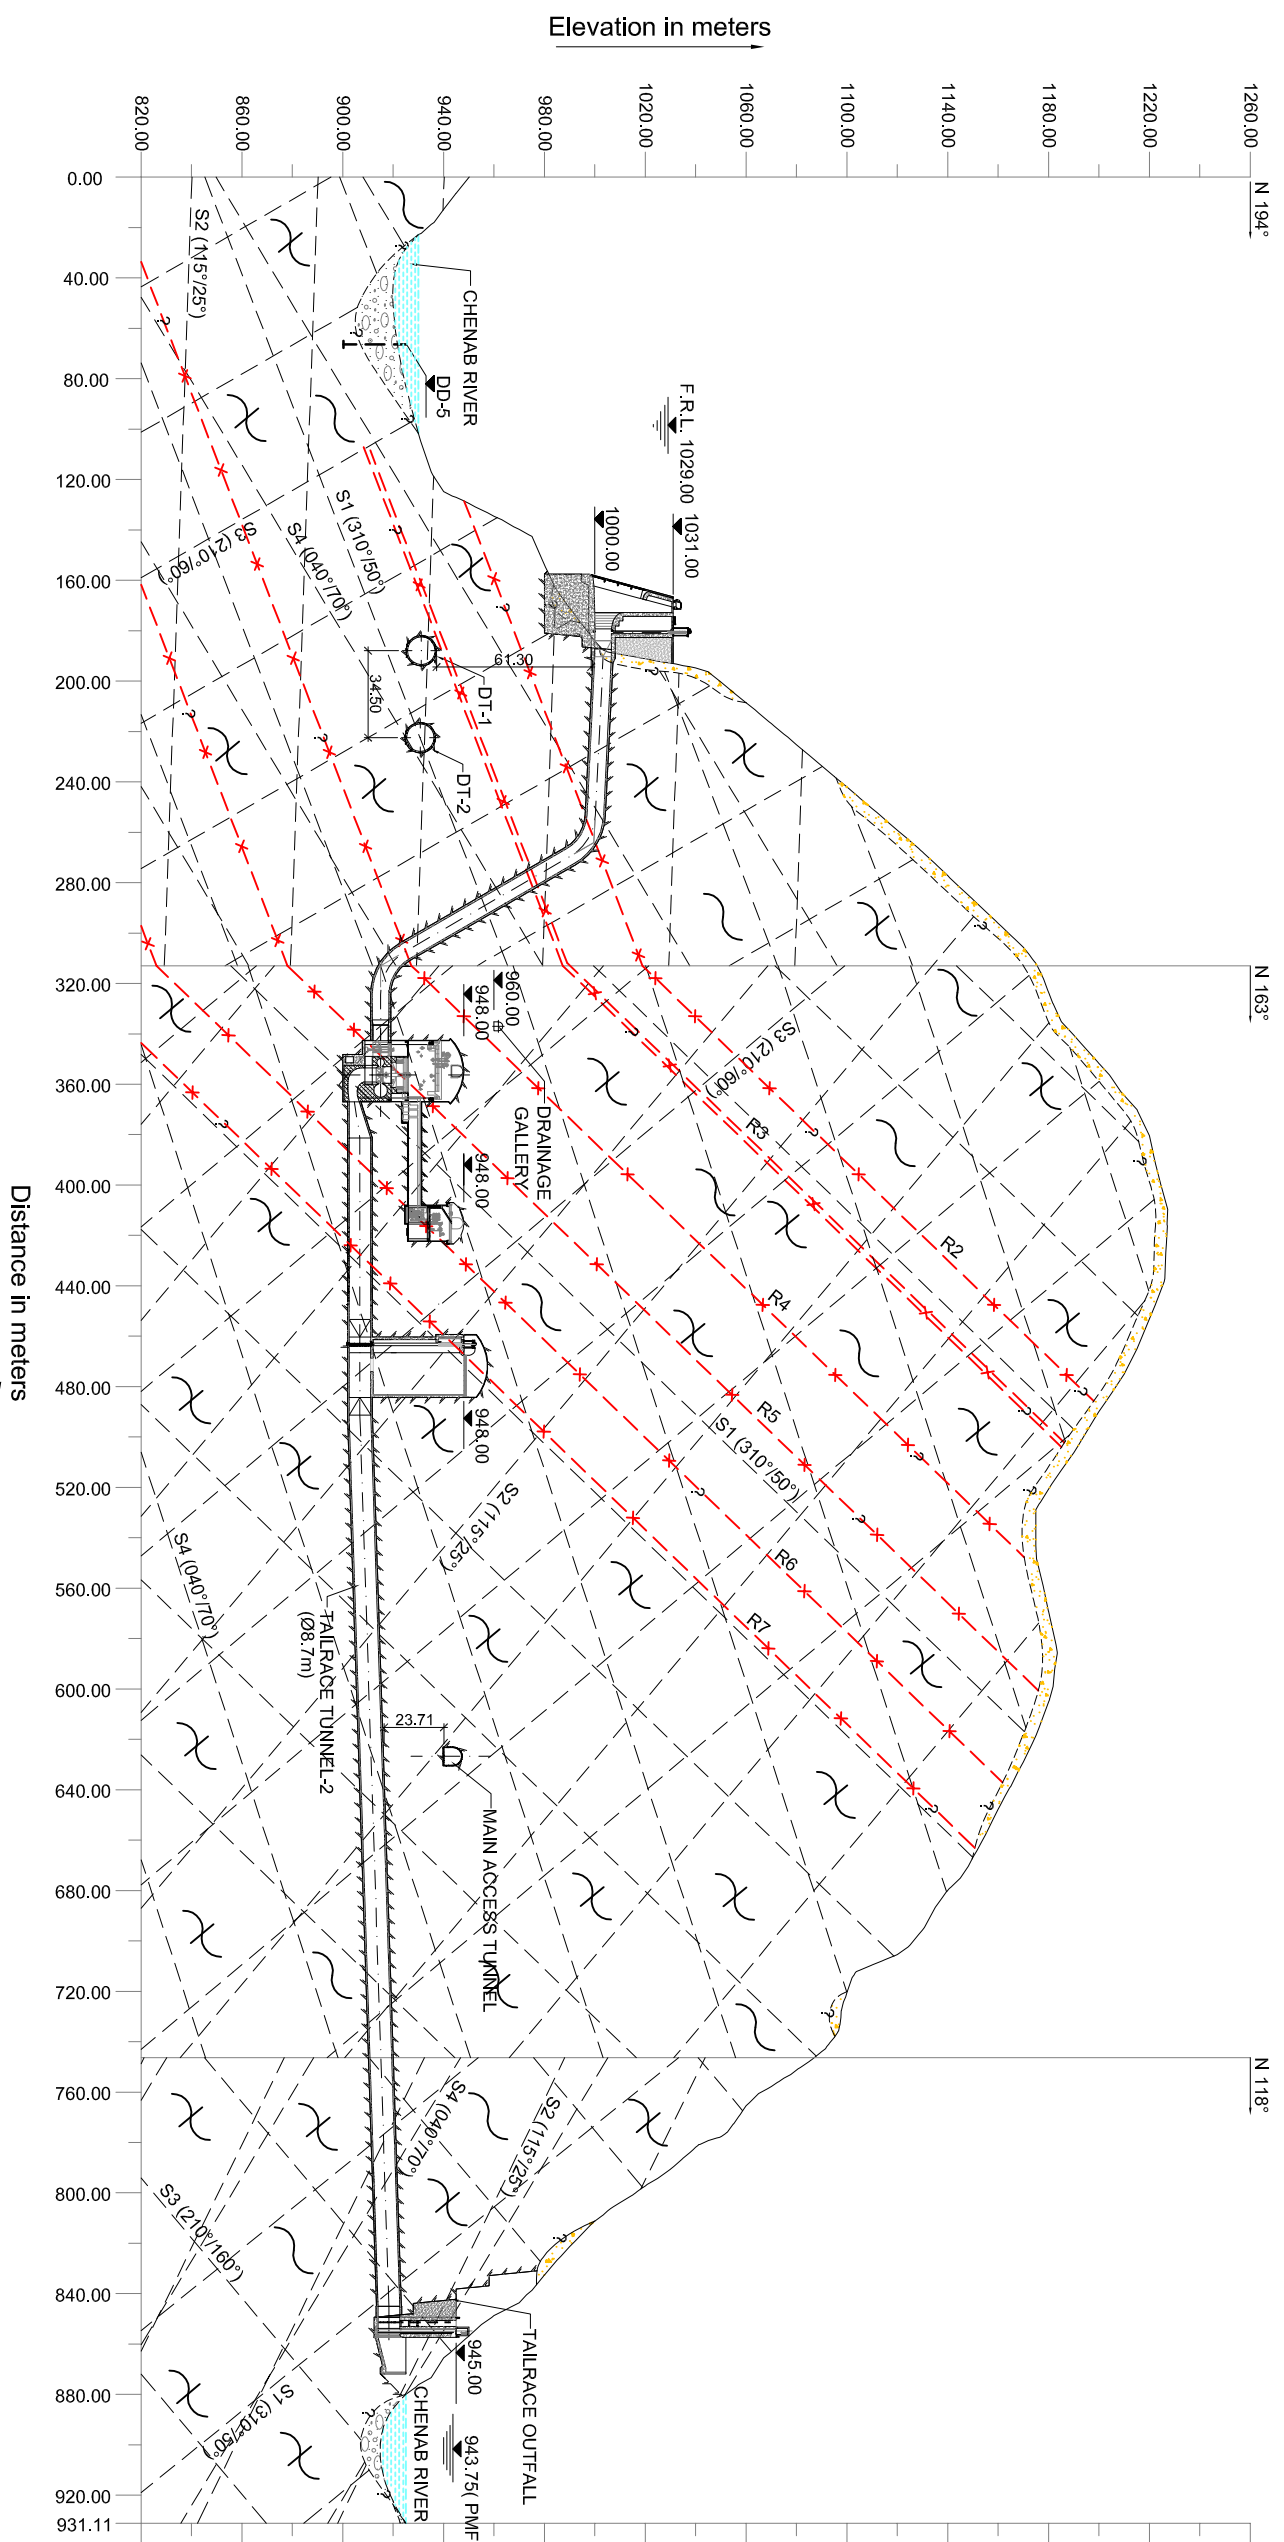 Elevation in meters
820.00
860.00
900.00
940.00
980.00
1020.00
1060.00
1100.00
1140.00
1180.00
1220.00
1260.00
N 194°
N 163°
N 118°
0.00
40.00
80.00
120.00
160.00
200.00
240.00
280.00
320.00
360.00
400.00
440.00
480.00
520.00
560.00
600.00
640.00
680.00
720.00
760.00
800.00
840.00
880.00
920.00
931.11
Distance in meters
S2 (115°/25°)
CHENAB RIVER
DD-5
F.R.L. 1029.00
1031.00
1000.00
S1 (310°/50°)
S4 (040°/70°)
S3 (210°/60°)
61.30
34.50
DT-1
DT-2
960.00
948.00
DRAINAGE
GALLERY
948.00
S3 (210°/60°)
R3
R2
R4
R5
R6
R7
948.00
S1 (310°/50°)
S2 (115°/25°)
S4 (040°/70°)
TAILRACE TUNNEL-2
(Ø8.7m)
23.71
MAIN ACCESS TUNNEL
S4 (040°/70°)
S2 (115°/25°)
S3 (210°/160°)
S1 (310°/50°)
TAILRACE OUTFALL
945.00
943.75( PMF
CHENAB RIVER